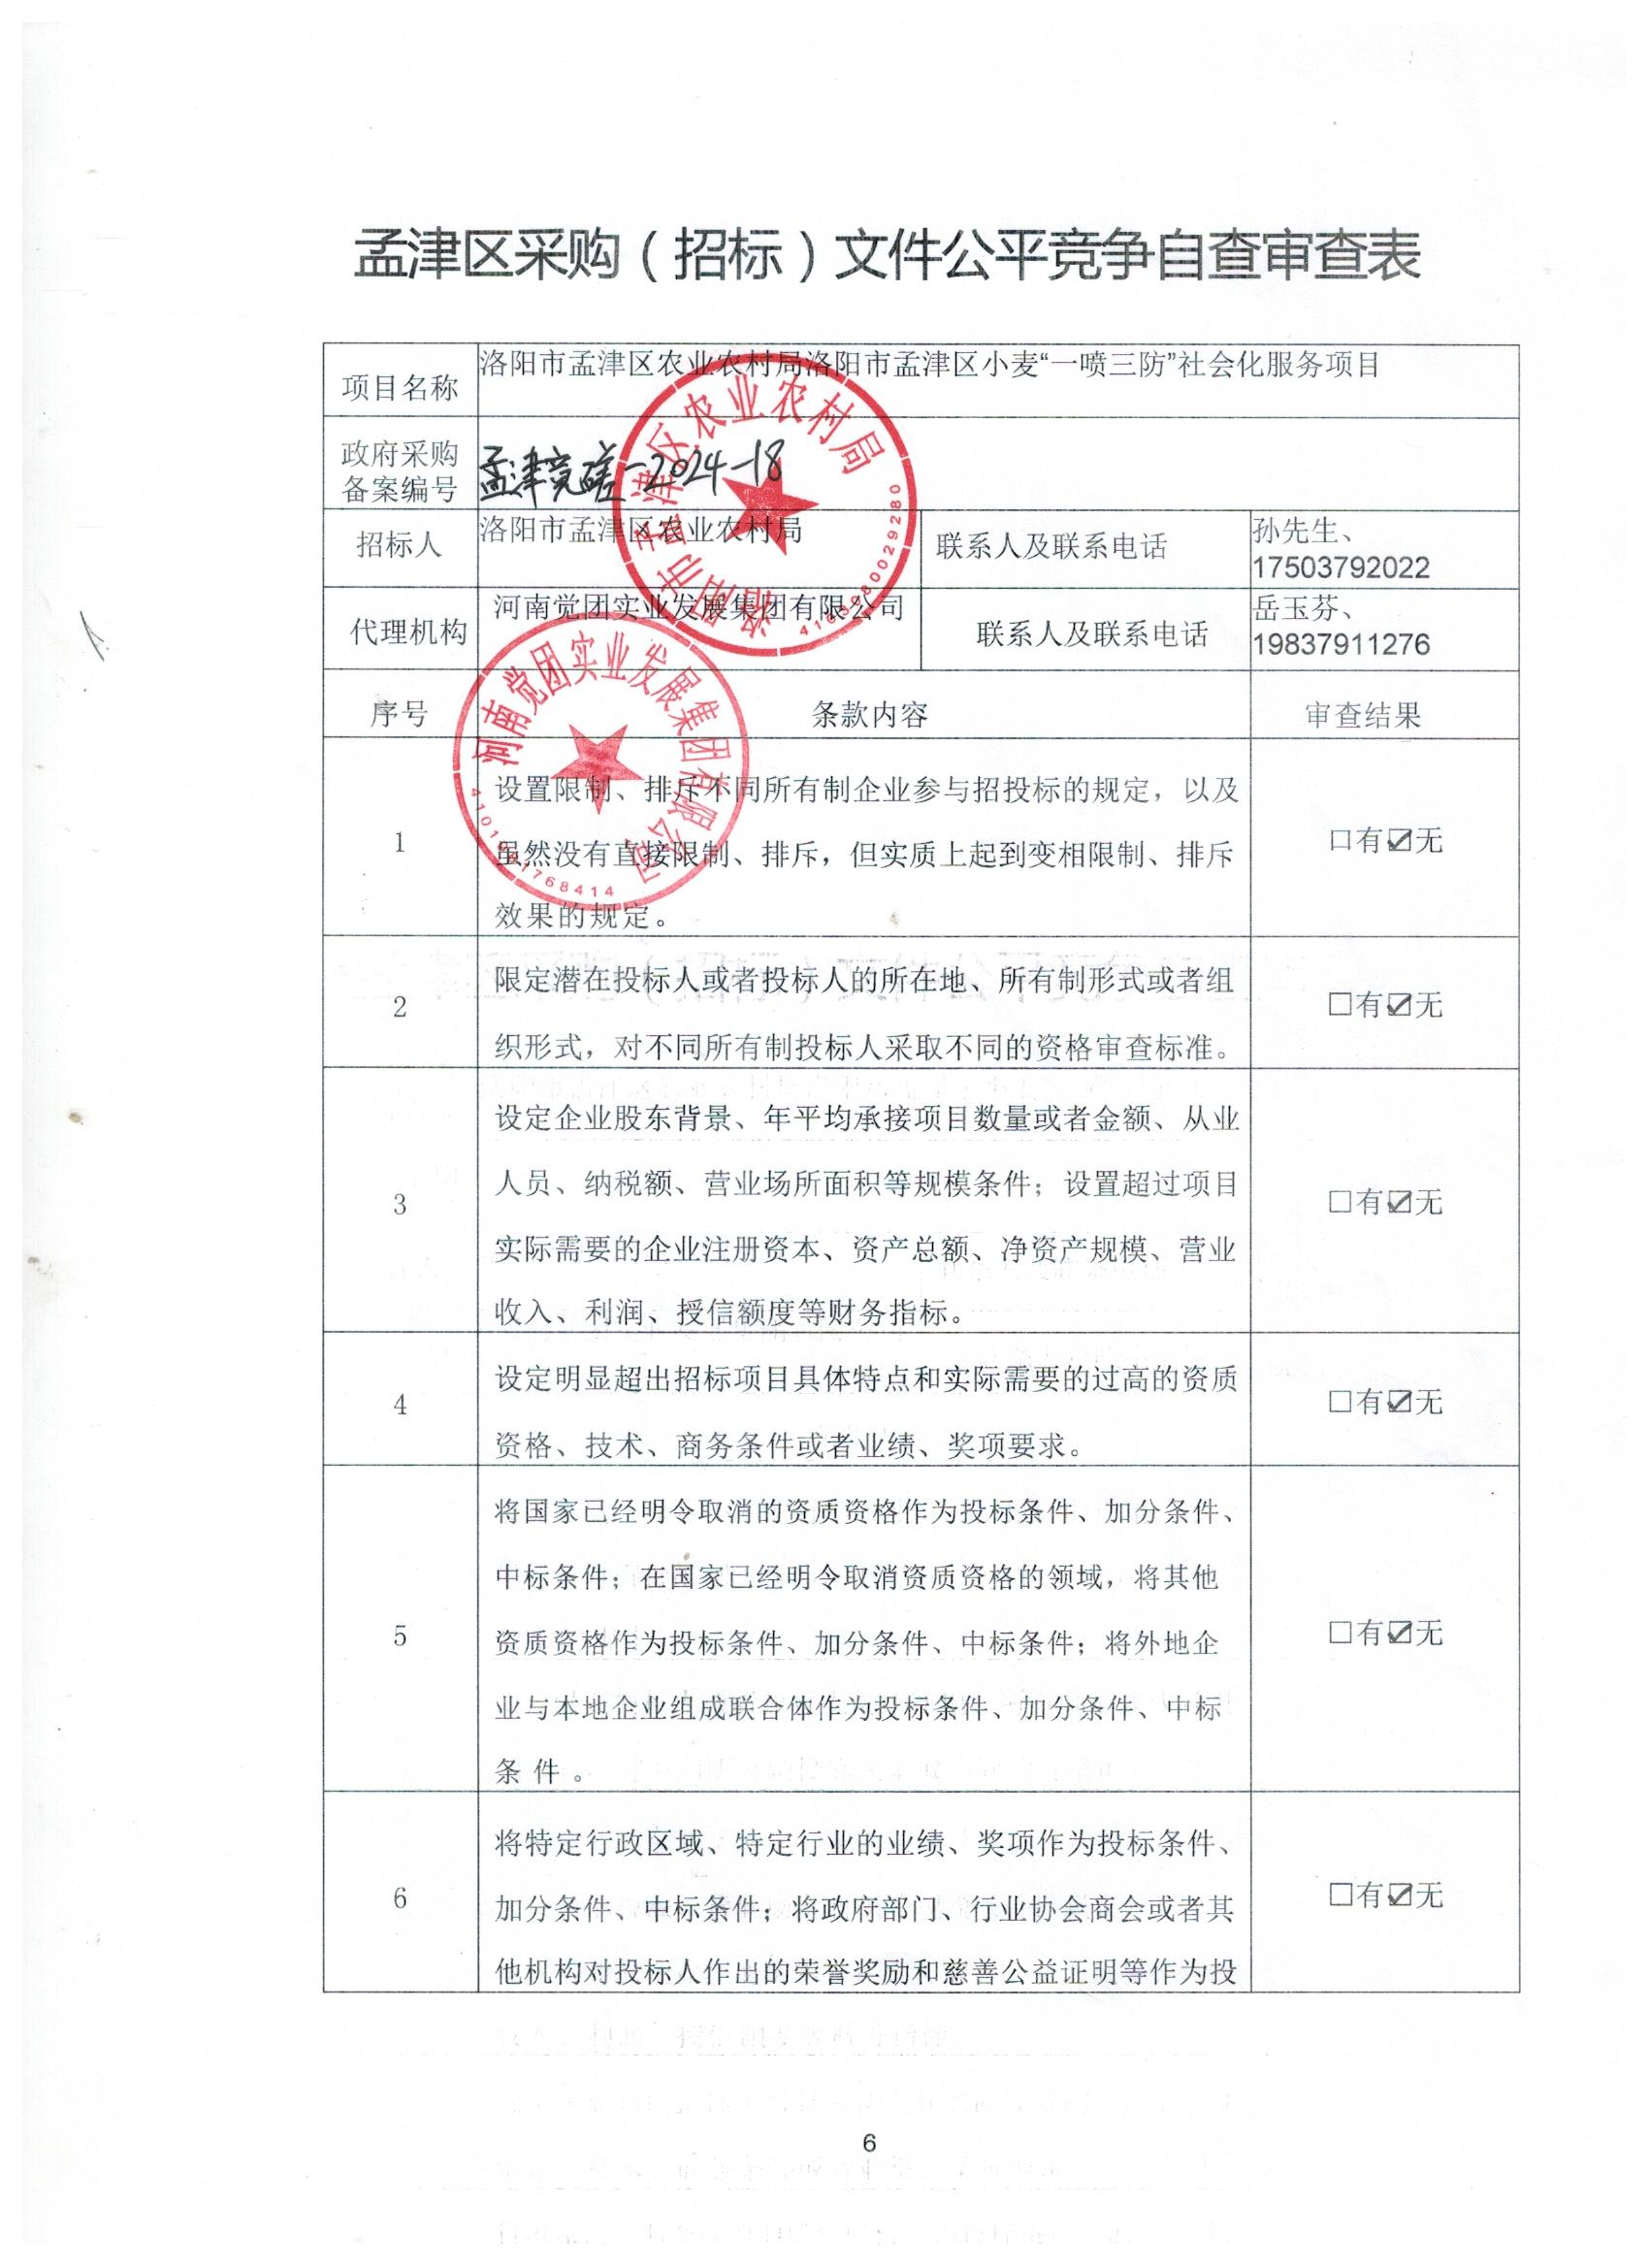 孟津区采购（招标）文件公平竞争自查审查表
项目名称
洛阳市孟津区农业农村局洛阳市孟津区小麦“一喷三防”社会化服务项目
政府采购
备案编号
孟津竞磋-2024-18
招标人
洛阳市孟津区农业农村局
联系人及联系电话
孙先生、
17503792022
代理机构
河南觉团实业发展集团有限公司
联系人及联系电话
岳玉芬、
19837911276
洛阳市孟津区农业农村局
河南觉团实业发展集团有限公司
序号
条款内容
审查结果
1
设置限制、排斥不同所有制企业参与招投标的规定，以及
虽然没有直接限制、排斥，但实质上起到变相限制、排斥
效果的规定。
□有☑无
2
限定潜在投标人或者投标人的所在地、所有制形式或者组
织形式，对不同所有制投标人采取不同的资格审查标准。
□有☑无
3
设定企业股东背景、年平均承接项目数量或者金额、从业
人员、纳税额、营业场所面积等规模条件；设置超过项目
实际需要的企业注册资本、资产总额、净资产规模、营业
收入、利润、授信额度等财务指标。
□有☑无
4
设定明显超出招标项目具体特点和实际需要的过高的资质
资格、技术、商务条件或者业绩、奖项要求。
□有☑无
5
将国家已经明令取消的资质资格作为投标条件、加分条件、
中标条件；在国家已经明令取消资质资格的领域，将其他
资质资格作为投标条件、加分条件、中标条件；将外地企
业与本地企业组成联合体作为投标条件、加分条件、中标
条件。
□有☑无
6
将特定行政区域、特定行业的业绩、奖项作为投标条件、
加分条件、中标条件；将政府部门、行业协会商会或者其
他机构对投标人作出的荣誉奖励和慈善公益证明等作为投
□有☑无
6